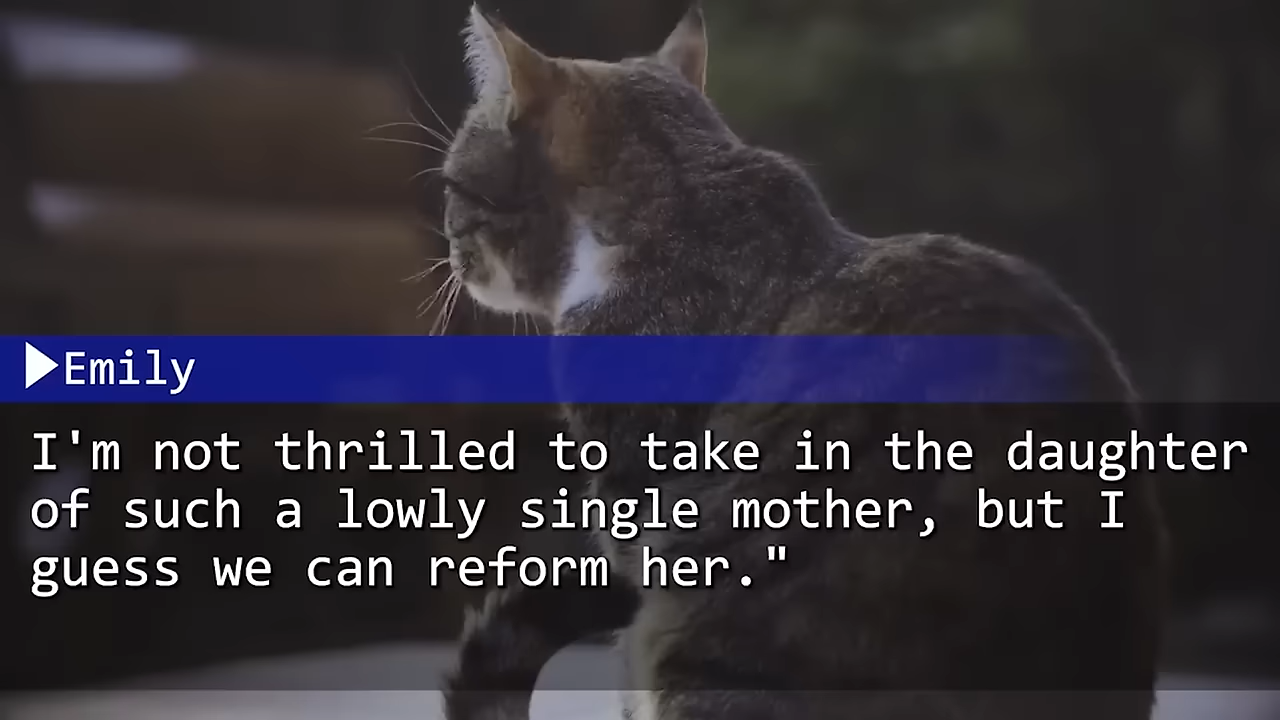 Emily
I'm not thrilled to take in the daughter
of such a lowly single mother, but I
guess we can reform her."